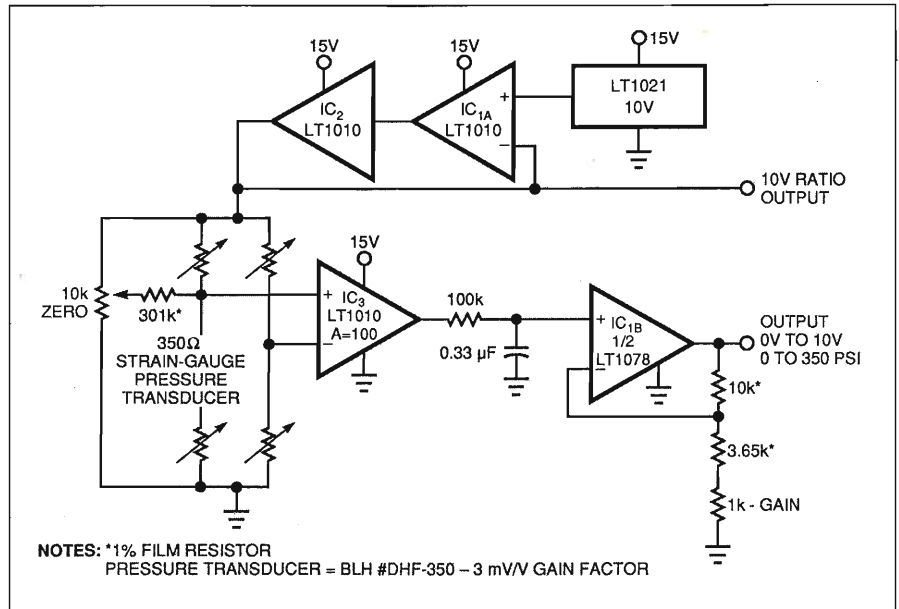 15V
15V
15V
IC2
LT1010
IC1A
LT1010
+
−
LT1021
10V
10V RATIO
OUTPUT
10k
ZERO
301k*
350Ω
STRAIN-GAUGE
PRESSURE
TRANSDUCER
15V
+
−
IC3
LT1010
A=100
100k
0.33 µF
+
−
IC1B
1/2
LT1078
OUTPUT
0V TO 10V
0 TO 350 PSI
10k*
3.65k*
1k - GAIN
NOTES: *1% FILM RESISTOR
PRESSURE TRANSDUCER = BLH #DHF-350 – 3 mV/V GAIN FACTOR